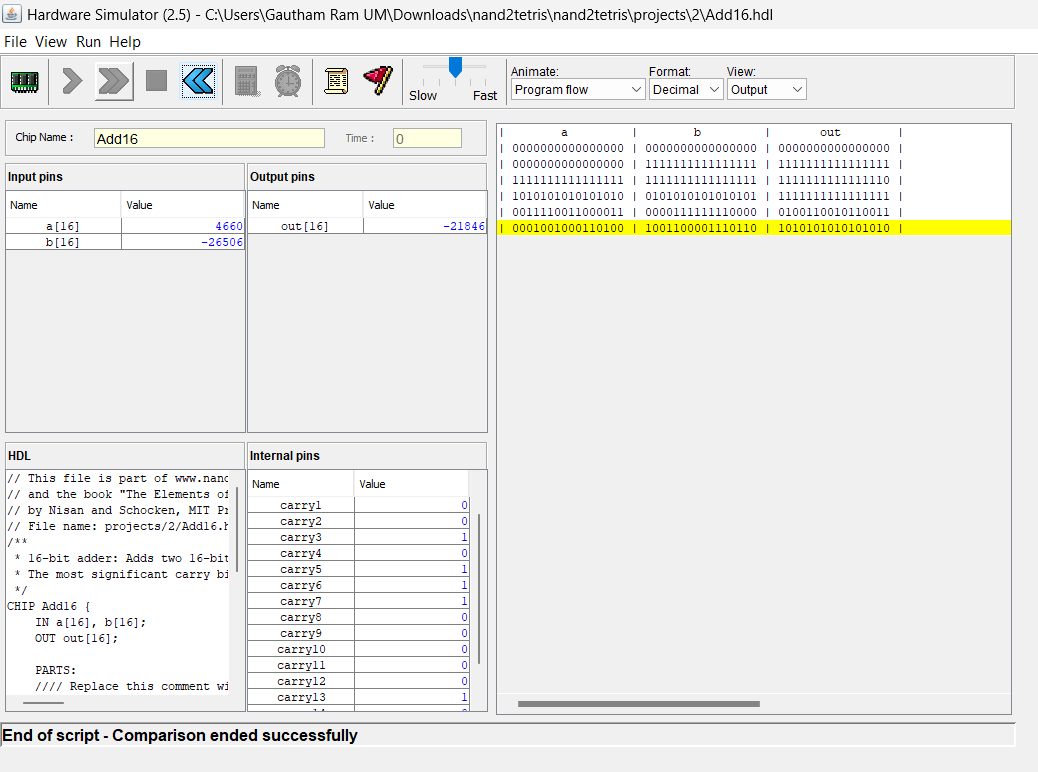 Hardware Simulator (2.5) - C:\Users\Gautham Ram UM\Downloads\nand2tetris\nand2tetris\projects\2\Add16.hdl
File View Run Help
Slow Fast
Animate: Format: View:
Program flow Decimal Output
Chip Name : Add16 Time : 0
Input pins
Name Value
a[16] 4660
b[16] -26506
Output pins
Name Value
out[16] -21846
| a | b | out |
| 0000000000000000 | 0000000000000000 | 0000000000000000 |
| 0000000000000000 | 1111111111111111 | 1111111111111111 |
| 1111111111111111 | 1111111111111111 | 1111111111111110 |
| 1010101010101010 | 0101010101010101 | 1111111111111111 |
| 0011110011000011 | 0000111111110000 | 0100110010110011 |
| 0001001000110100 | 1001100001110110 | 1010101010101010 |
HDL
// This file is part of www.nand
// and the book "The Elements of
// by Nisan and Schocken, MIT Pr
// File name: projects/2/Add16.h
/**
* 16-bit adder: Adds two 16-bit
* The most significant carry bi
*/
CHIP Add16 {
IN a[16], b[16];
OUT out[16];
PARTS:
//// Replace this comment wi
Internal pins
Name Value
carry1 0
carry2 0
carry3 1
carry4 0
carry5 1
carry6 1
carry7 1
carry8 0
carry9 0
carry10 0
carry11 0
carry12 0
carry13 1
End of script - Comparison ended successfully